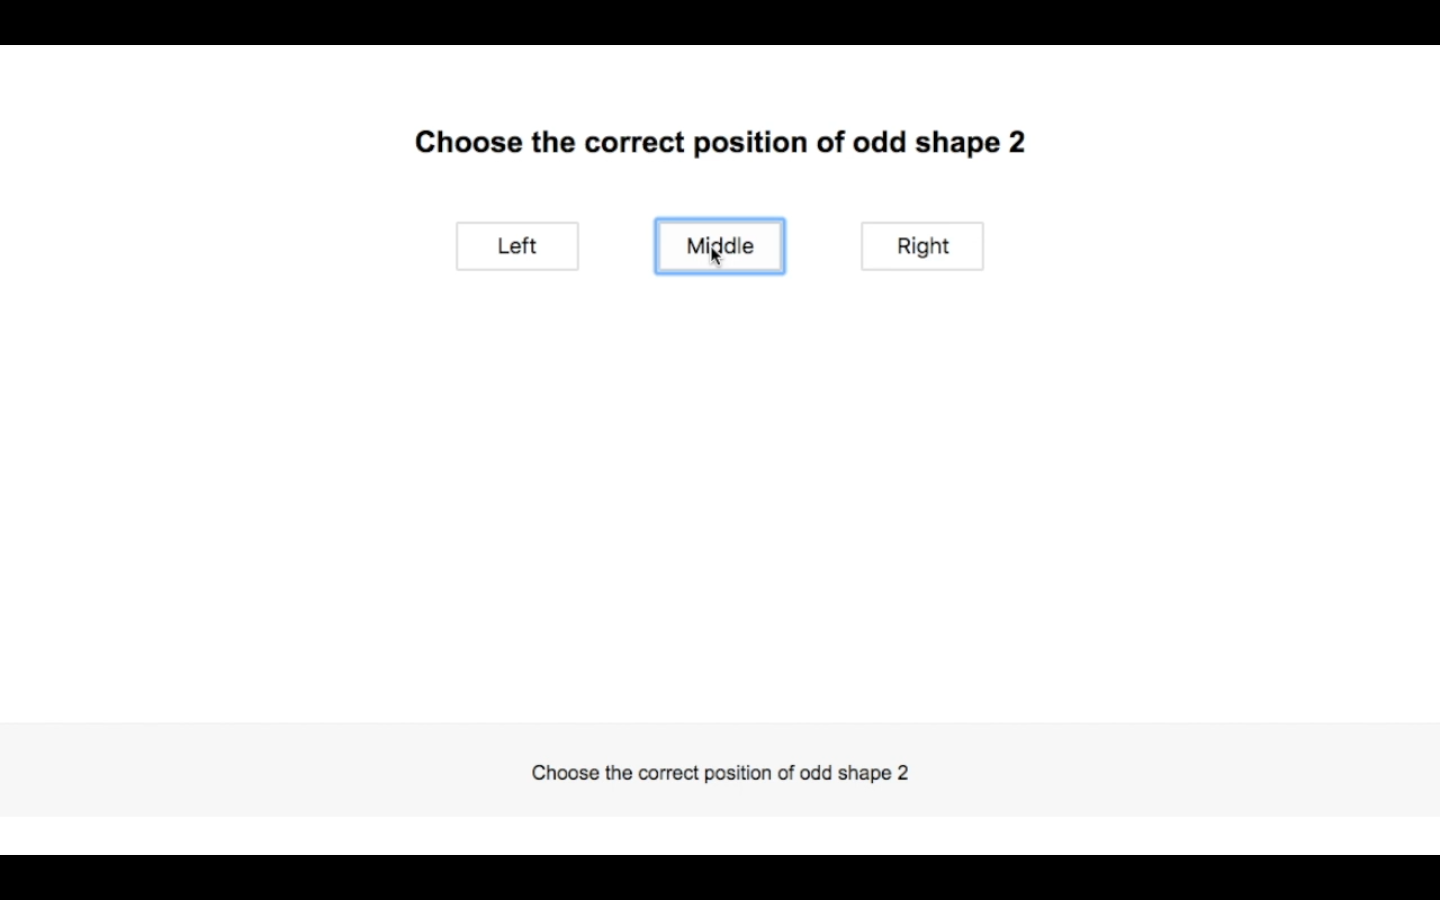 Choose the correct position of odd shape 2
Left
Middle
Right
Choose the correct position of odd shape 2